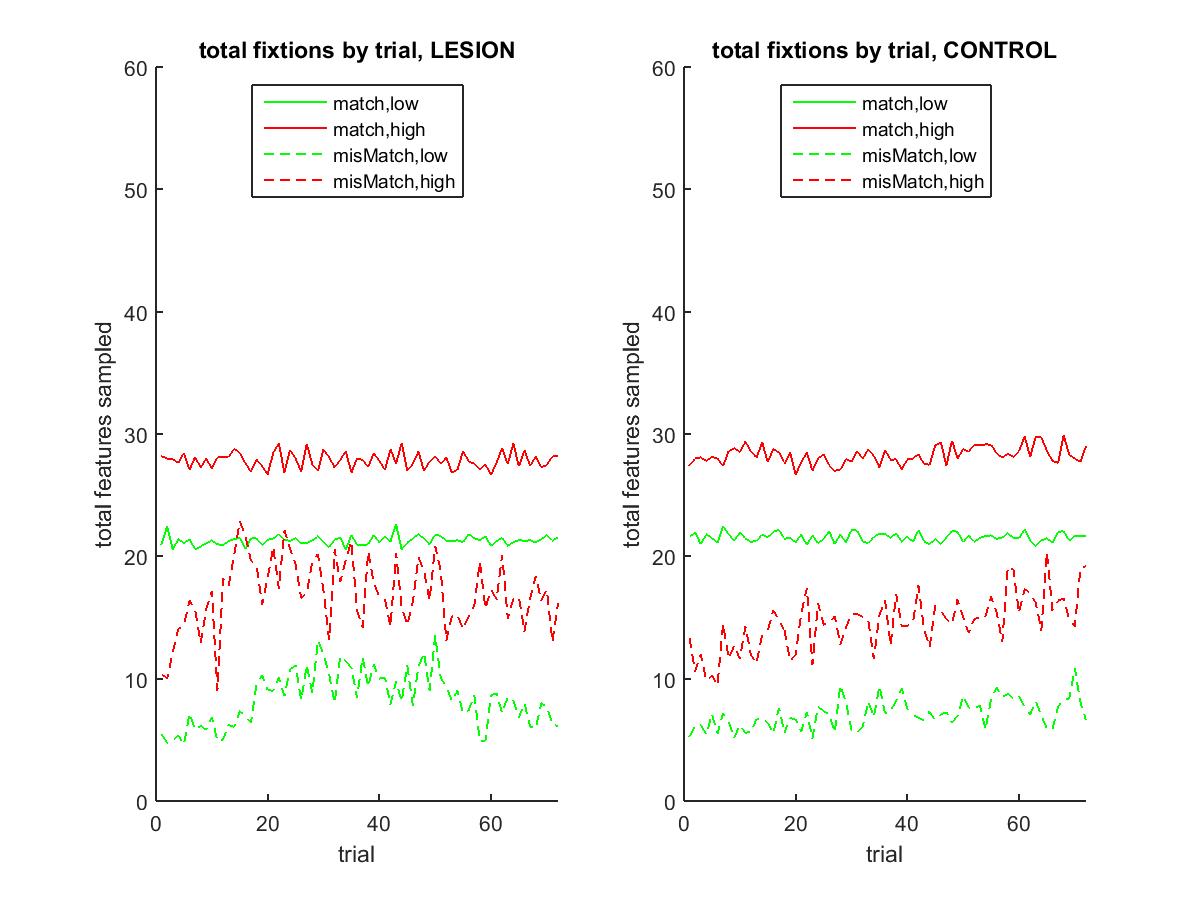 total fixtions by trial, LESION
match,low
match,high
misMatch,low
misMatch,high
total features sampled
60
50
40
30
20
10
0
0 20 40 60
trial
total fixtions by trial, CONTROL
match,low
match,high
misMatch,low
misMatch,high
total features sampled
60
50
40
30
20
10
0
0 20 40 60
trial